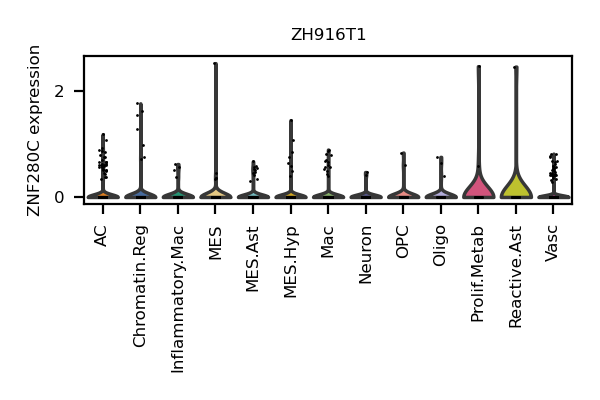 ZH916T1
ZNF280C expression
2
0
AC
Chromatin.Reg
Inflammatory.Mac
MES
MES.Ast
MES.Hyp
Mac
Neuron
OPC
Oligo
Prolif.Metab
Reactive.Ast
Vasc